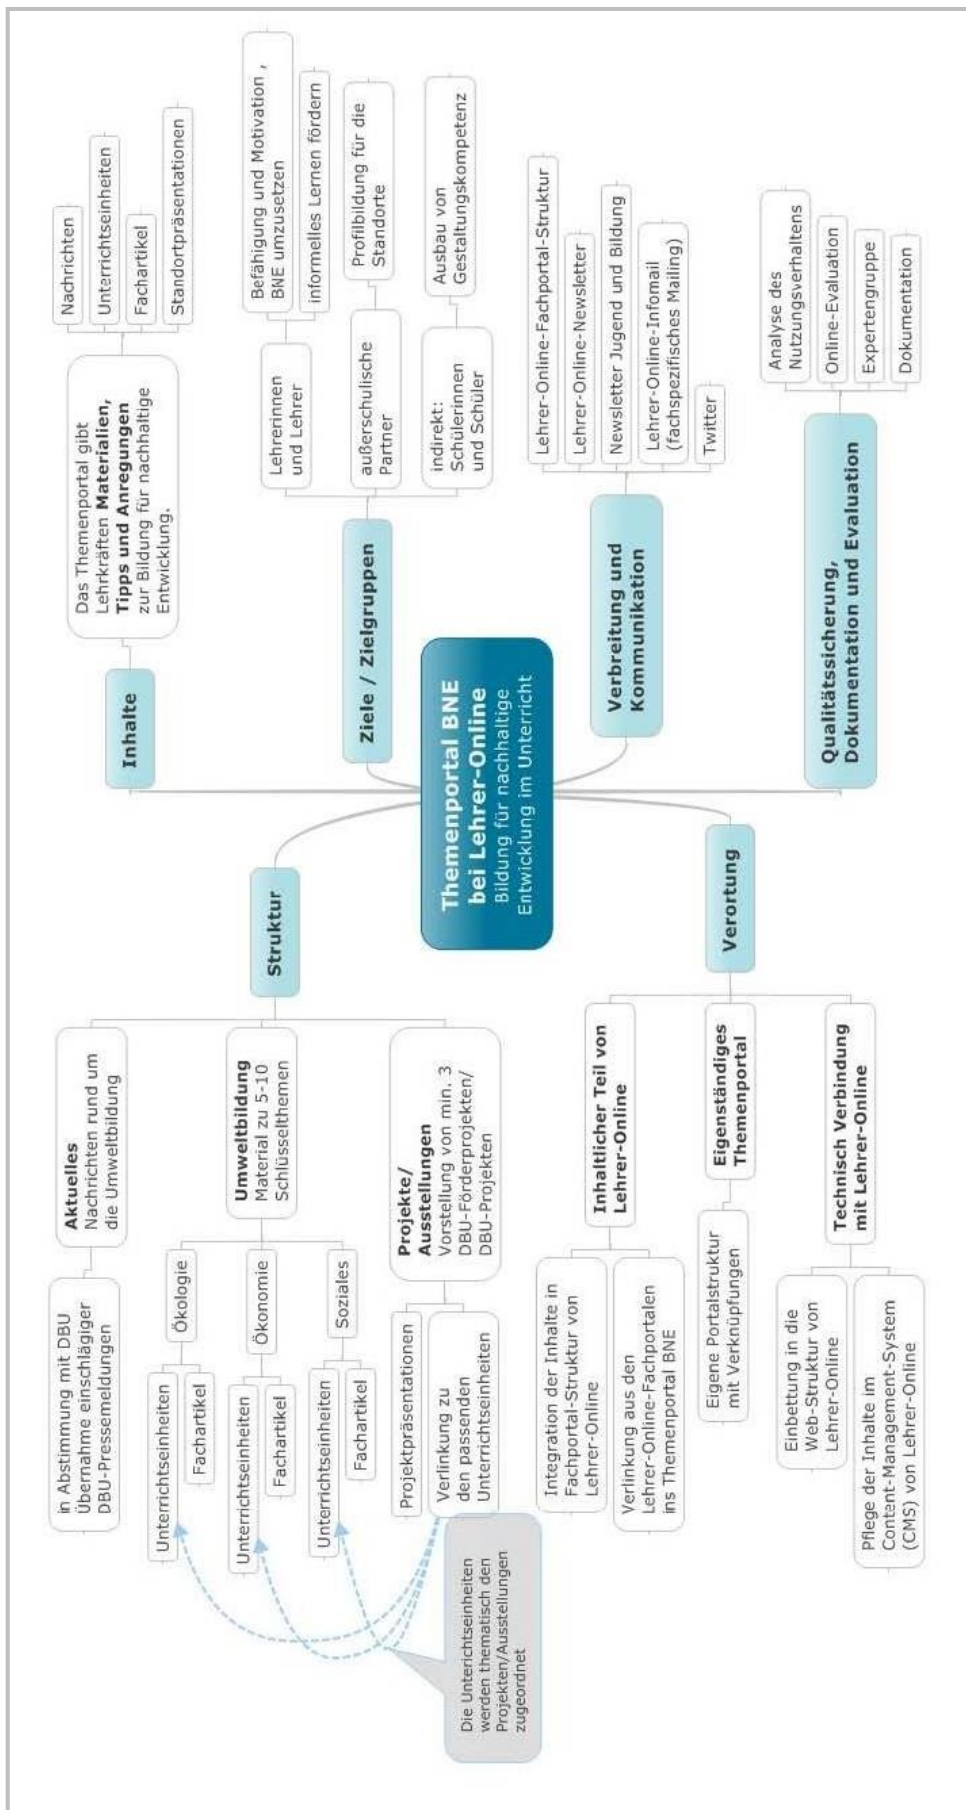 Themenportal BNE
bei Lehrer-Online
Bildung für nachhaltige
Entwicklung im Unterricht
Struktur
Aktuelles
Nachrichten rund um
die Umweltbildung
in Abstimmung mit DBU
Übernahme einschlägiger
DBU-Pressemeldungen
Umweltbildung
Material zu 5-10
Schlüsselthemen
Ökologie
Unterrichtseinheiten
Fachartikel
Ökonomie
Unterrichtseinheiten
Fachartikel
Soziales
Unterrichtseinheiten
Fachartikel
Projekte/
Ausstellungen
Vorstellung von min. 3
DBU-Förderprojekten/
DBU-Projekten
Projektpräsentationen
Verlinkung zu
den passenden
Unterrichtseinheiten
Die Unterichtseinheiten
werden thematisch den
Projekten/Ausstellungen
zugeordnet
Verortung
Inhaltlicher Teil von
Lehrer-Online
Integration der Inhalte in
Fachportal-Struktur von
Lehrer-Online
Verlinkung aus den
Lehrer-Online-Fachportalen
ins Themenportal BNE
Eigenständiges
Themenportal
Eigene Portalstruktur
mit Verknüpfungen
Technisch Verbindung
mit Lehrer-Online
Einbettung in die
Web-Struktur von
Lehrer-Online
Pflege der Inhalte im
Content-Management-System
(CMS) von Lehrer-Online
Inhalte
Das Themenportal gibt
Lehrkräften Materialien,
Tipps und Anregungen
zur Bildung für nachhaltige
Entwicklung.
Nachrichten
Unterrichtseinheiten
Fachartikel
Standortpräsentationen
Ziele / Zielgruppen
Lehrerinnen
und Lehrer
Befähigung und Motivation ,
BNE umzusetzen
informelles Lernen fördern
außerschulische
Partner
Profilbildung für die
Standorte
indirekt:
Schülerinnen
und Schüler
Ausbau von
Gestaltungskompetenz
Verbreitung und
Kommunikation
Lehrer-Online-Fachportal-Struktur
Lehrer-Online-Newsletter
Newsletter Jugend und Bildung
Lehrer-Online-Infomail
(fachspezifisches Mailing)
Twitter
Qualitätssicherung,
Dokumentation und Evaluation
Analyse des
Nutzungsverhaltens
Online-Evaluation
Expertengruppe
Dokumentation